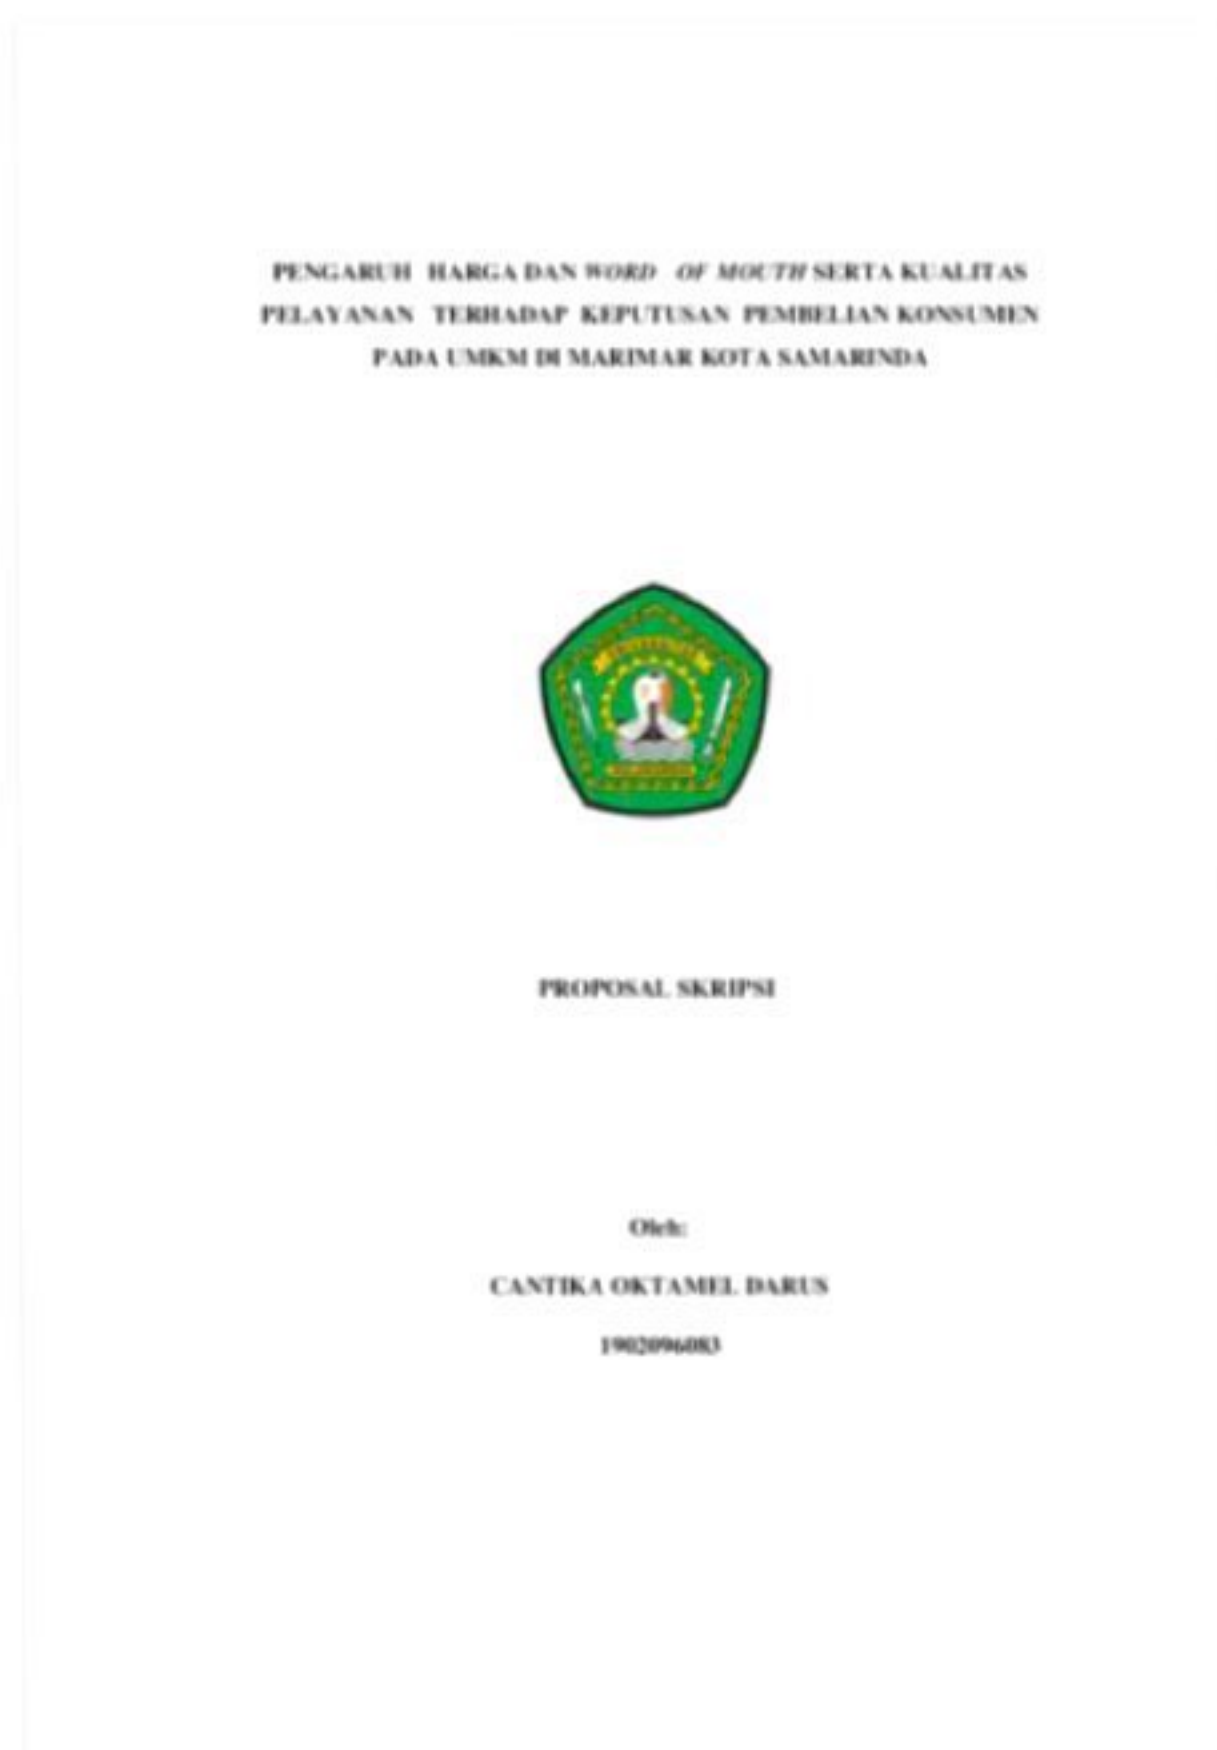 PENGARUH HARGA DAN WORD OF MOUTH SERTA KUALITAS
PELAYANAN TERHADAP KEPUTUSAN PEMBELIAN KONSUMEN
PADA UMKM DI MARIMAR KOTA SAMARINDA
PROPOSAL SKRIPSI
Oleh:
CANTIKA OKTAMEL DARUS
1902096083